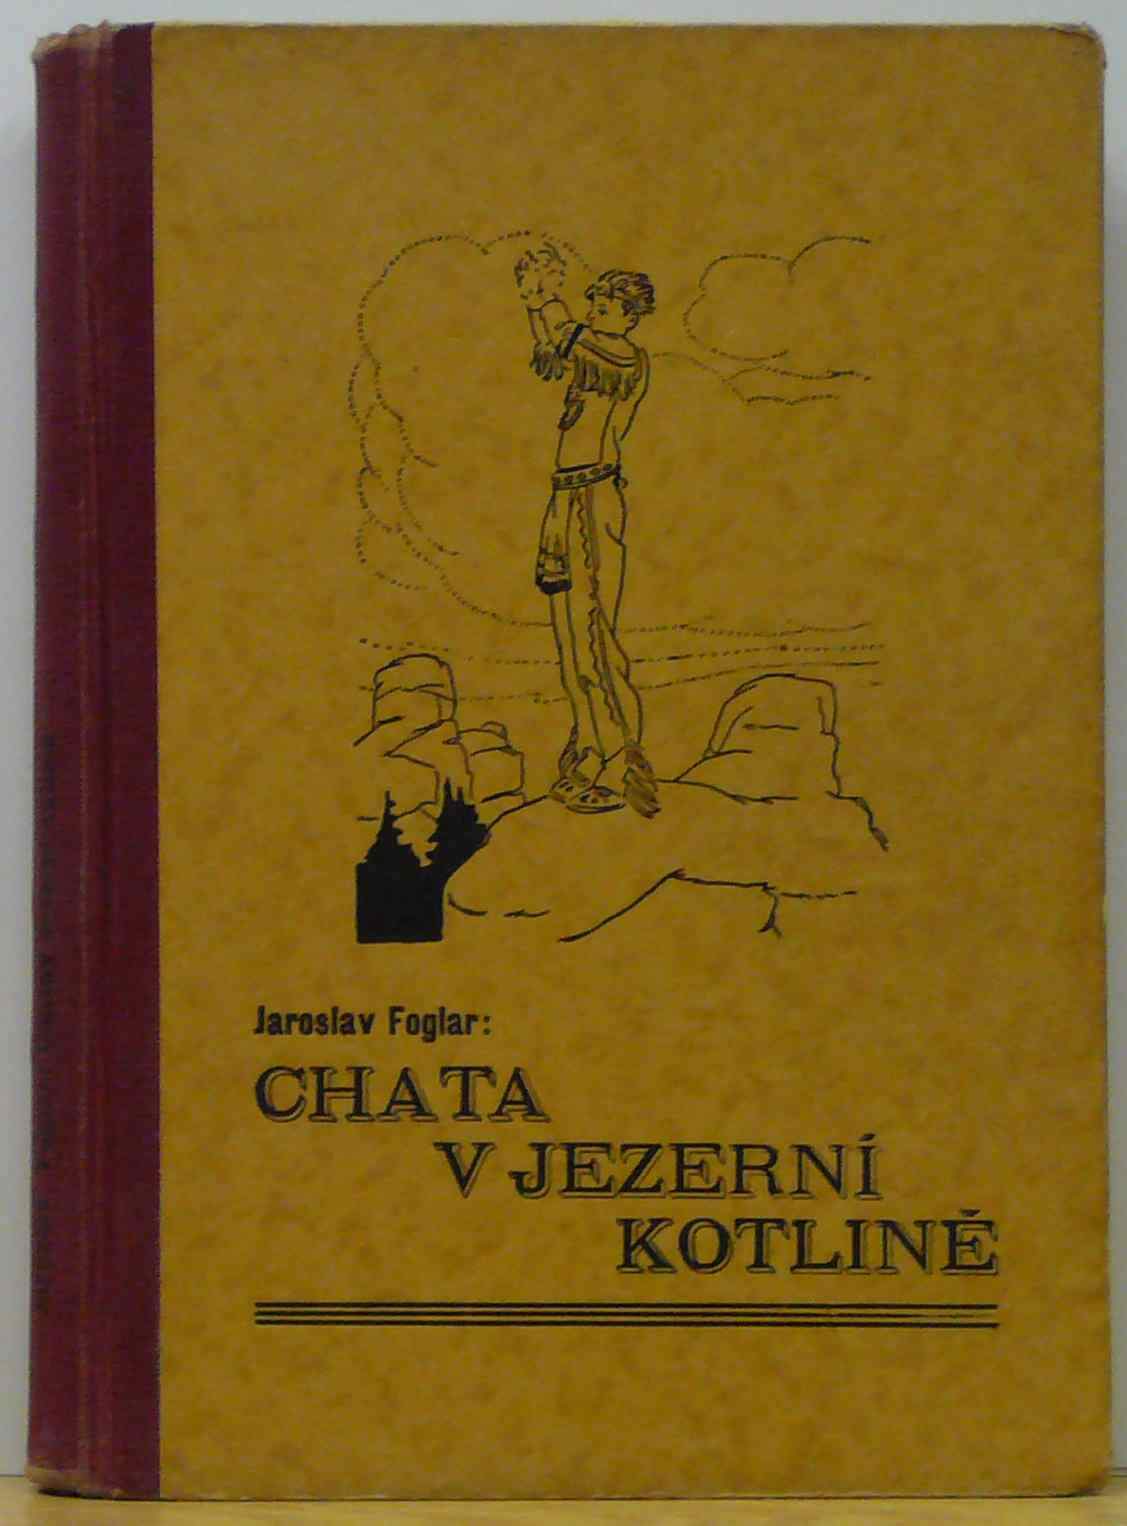 Jaroslav Foglar:
CHATA
V JEZERNÍ
KOTLINĚ